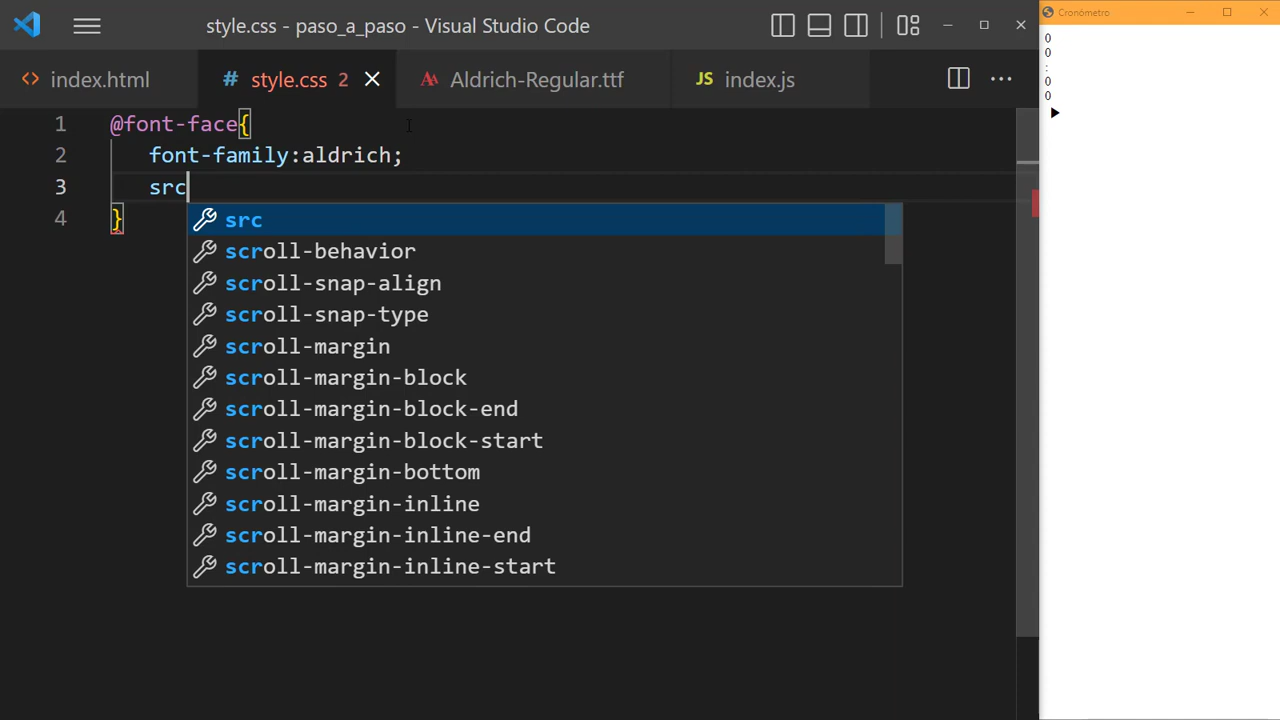 style.css - paso_a_paso - Visual Studio Code
Cronómetro
index.html
style.css 2
Aldrich-Regular.ttf
JS index.js
1 @font-face{
2 font-family:aldrich;
3 src
4 }
src
scroll-behavior
scroll-snap-align
scroll-snap-type
scroll-margin
scroll-margin-block
scroll-margin-block-end
scroll-margin-block-start
scroll-margin-bottom
scroll-margin-inline
scroll-margin-inline-end
scroll-margin-inline-start
0
0
:
0
0